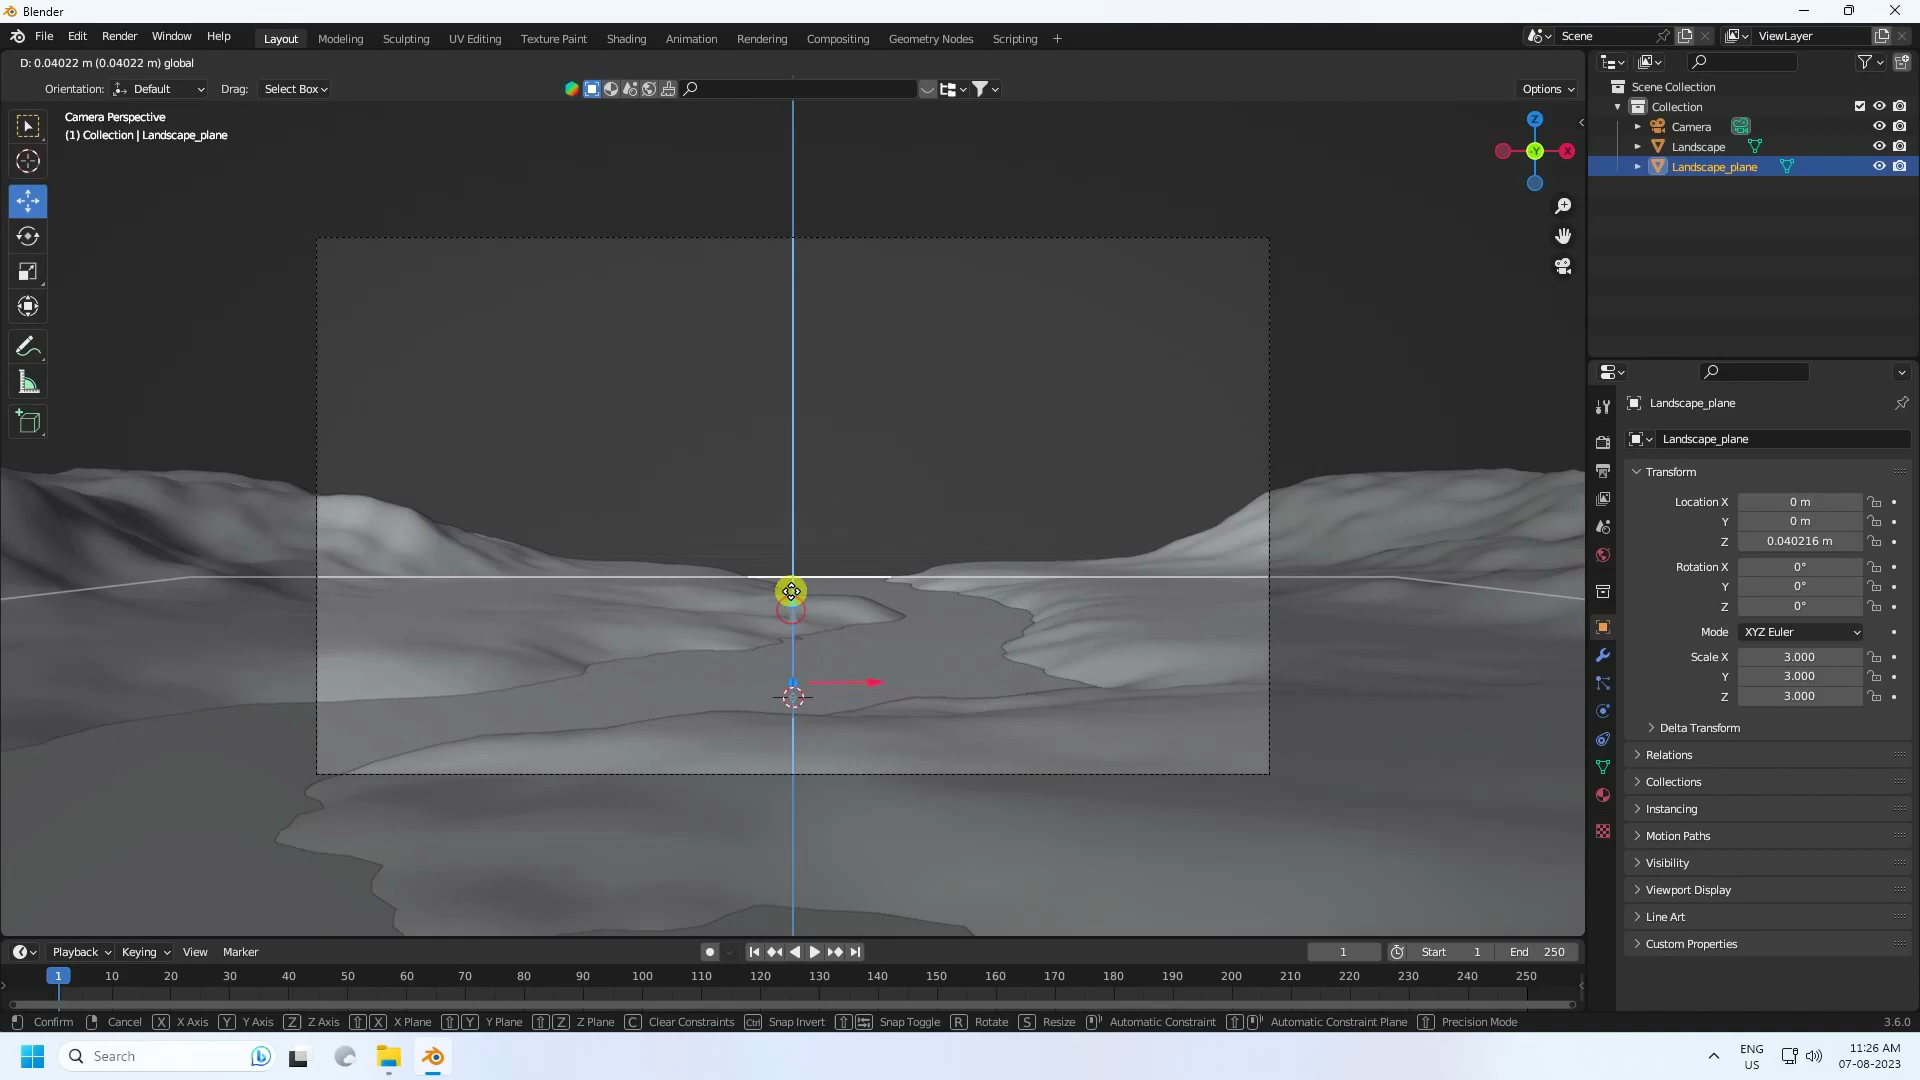 Blender
File Edit Render Window Help
Layout Modeling Sculpting UV Editing Texture Paint Shading Animation Rendering Compositing Geometry Nodes Scripting +
Scene
ViewLayer
D: 0.04022 m (0.04022 m) global
Orientation: Default Drag: Select Box
Options
Camera Perspective
(1) Collection | Landscape_plane
Z
-Y
X
Scene Collection
Collection
Camera
Landscape
Landscape_plane
Landscape_plane
Landscape_plane
Transform
Location X 0 m
Y 0 m
Z 0.040216 m
Rotation X 0°
Y 0°
Z 0°
Mode XYZ Euler
Scale X 3.000
Y 3.000
Z 3.000
Delta Transform
Relations
Collections
Instancing
Motion Paths
Visibility
Viewport Display
Line Art
Custom Properties
Playback Keying View Marker
1 Start 1 End 250
1 10 20 30 40 50 60 70 80 90 100 110 120 130 140 150 160 170 180 190 200 210 220 230 240 250
Confirm Cancel X X Axis Y Y Axis Z Z Axis X X Plane Y Y Plane Z Z Plane C Clear Constraints Ctrl Snap Invert Snap Toggle R Rotate S Resize Automatic Constraint Automatic Constraint Plane Precision Mode
3.6.0
Search
ENG
US
11:26 AM
07-08-2023